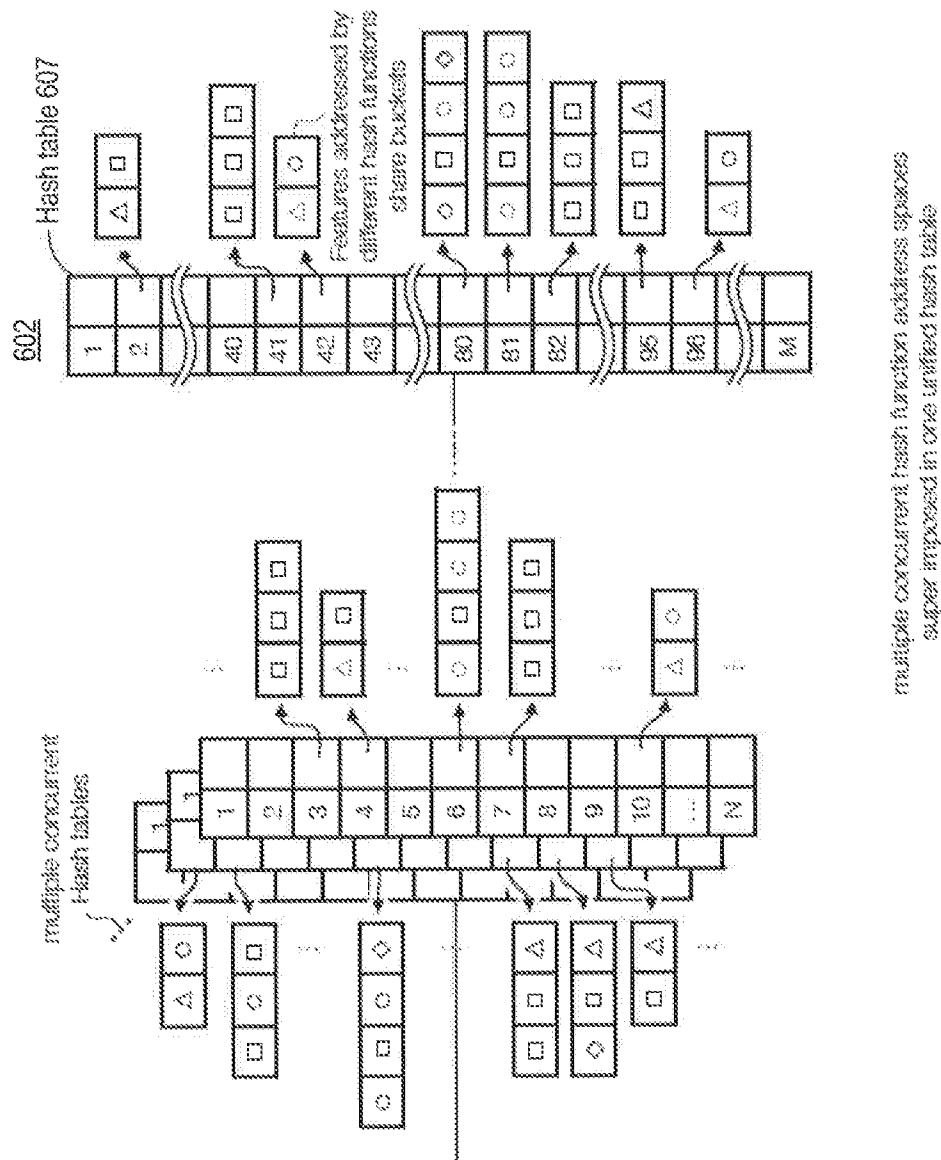 602
Hash table 607
1
2
40
41
42
43
80
81
82
95
96
M
Features addressed by
different hash functions
share buckets
multiple concurrent
Hash tables
1
1
1
2
3
4
5
6
7
8
9
10
...
N
multiple concurrent hash function address spaces
super imposed in one unified hash table